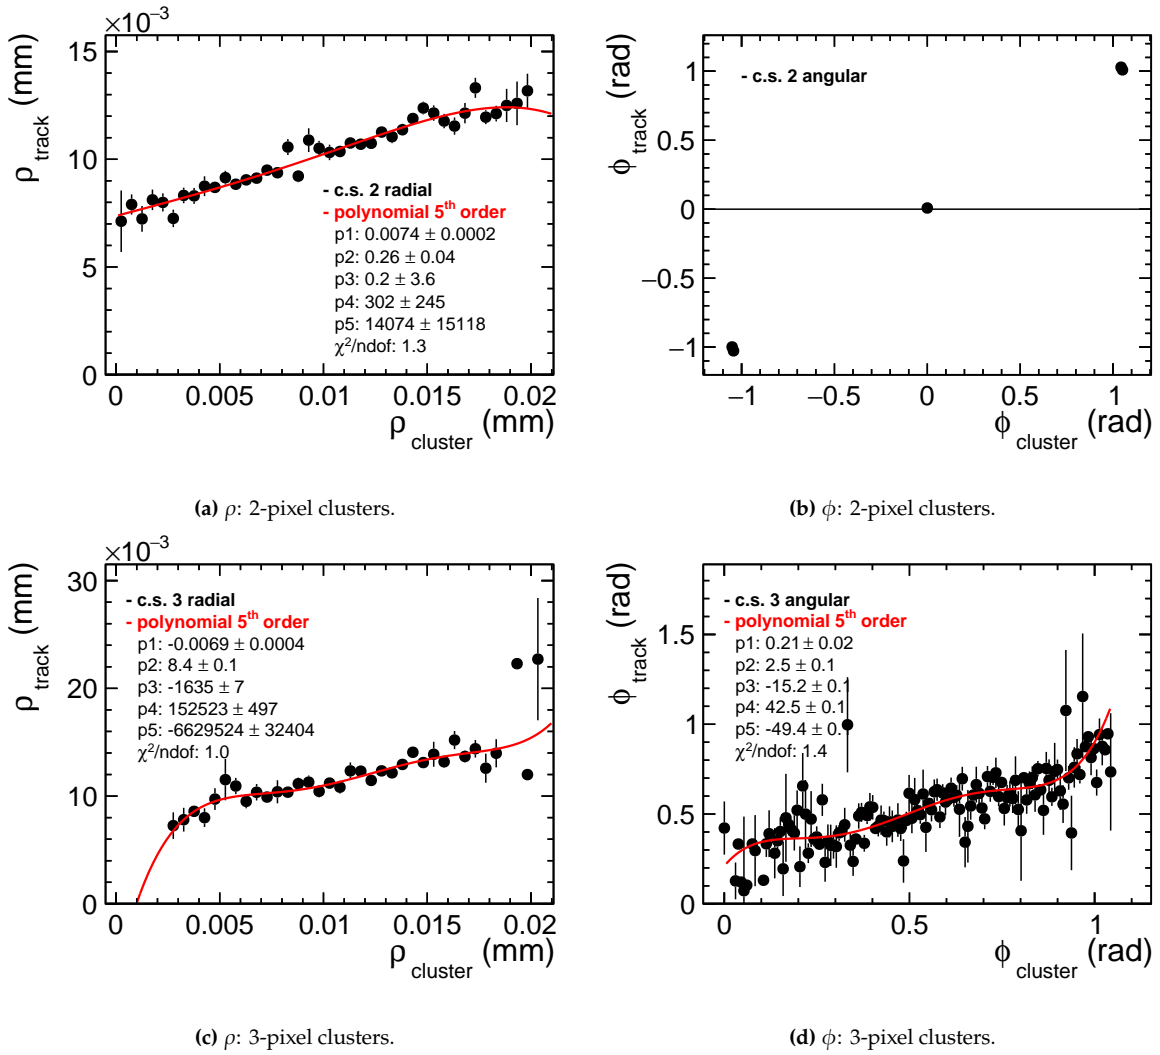 ×10⁻³
ρ_track (mm)
15
10
5
0
- c.s. 2 radial
- polynomial 5th order
p1: 0.0074 ± 0.0002
p2: 0.26 ± 0.04
p3: 0.2 ± 3.6
p4: 302 ± 245
p5: 14074 ± 15118
χ²/ndof: 1.3
0 0.005 0.01 0.015 0.02
ρ_cluster (mm)
(a) ρ: 2-pixel clusters.
ϕ_track (rad)
1
0.5
0
−0.5
−1
- c.s. 2 angular
−1 −0.5 0 0.5 1
ϕ_cluster (rad)
(b) ϕ: 2-pixel clusters.
×10⁻³
ρ_track (mm)
30
20
10
0
- c.s. 3 radial
- polynomial 5th order
p1: -0.0069 ± 0.0004
p2: 8.4 ± 0.1
p3: -1635 ± 7
p4: 152523 ± 497
p5: -6629524 ± 32404
χ²/ndof: 1.0
0 0.005 0.01 0.015 0.02
ρ_cluster (mm)
(c) ρ: 3-pixel clusters.
ϕ_track (rad)
1.5
1
0.5
0
- c.s. 3 angular
- polynomial 5th order
p1: 0.21 ± 0.02
p2: 2.5 ± 0.1
p3: -15.2 ± 0.1
p4: 42.5 ± 0.1
p5: -49.4 ± 0.1
χ²/ndof: 1.4
0 0.5 1
ϕ_cluster (rad)
(d) ϕ: 3-pixel clusters.